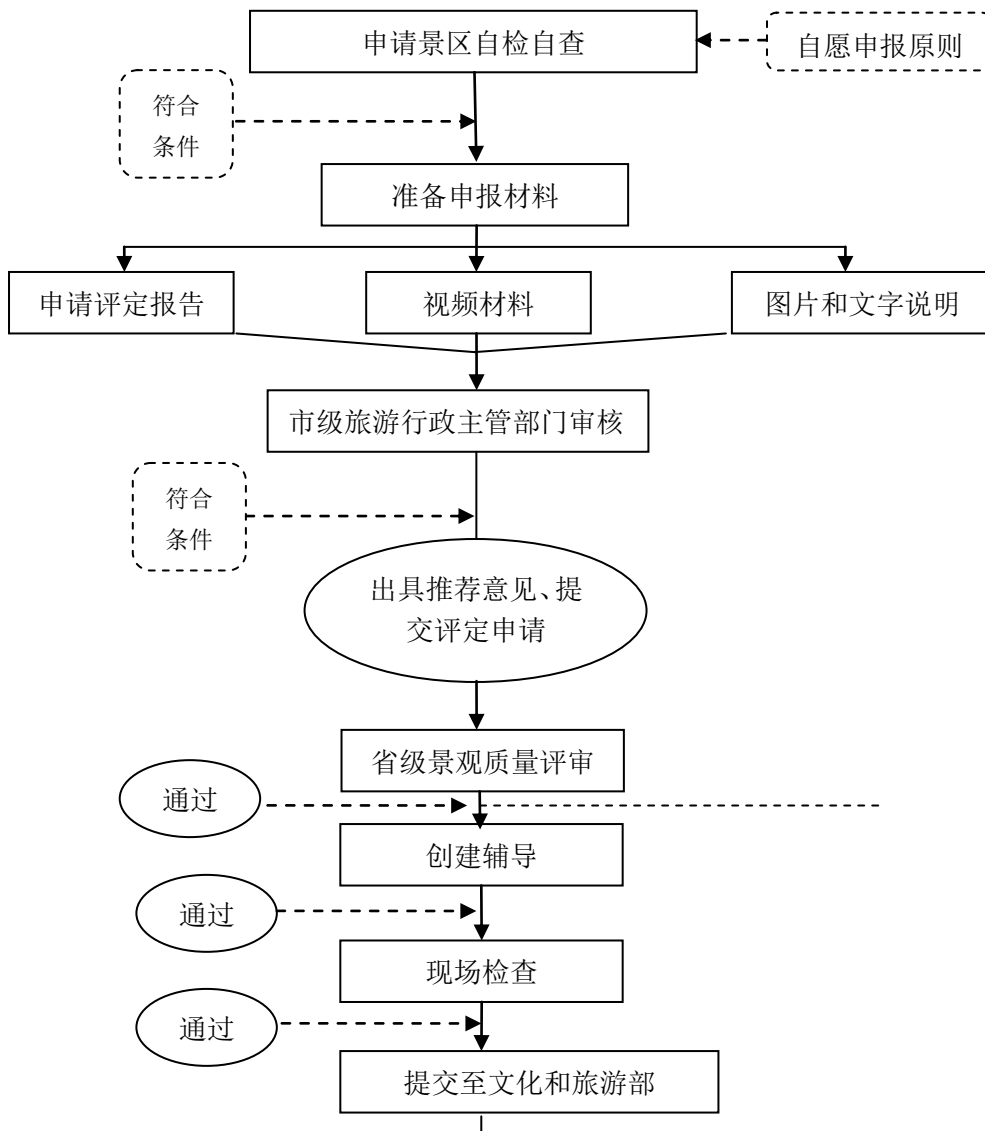 申请景区自检自查
自愿申报原则
符合
条件
准备申报材料
申请评定报告
视频材料
图片和文字说明
市级旅游行政主管部门审核
符合
条件
出具推荐意见、提
交评定申请
省级景观质量评审
通过
创建辅导
通过
现场检查
通过
提交至文化和旅游部